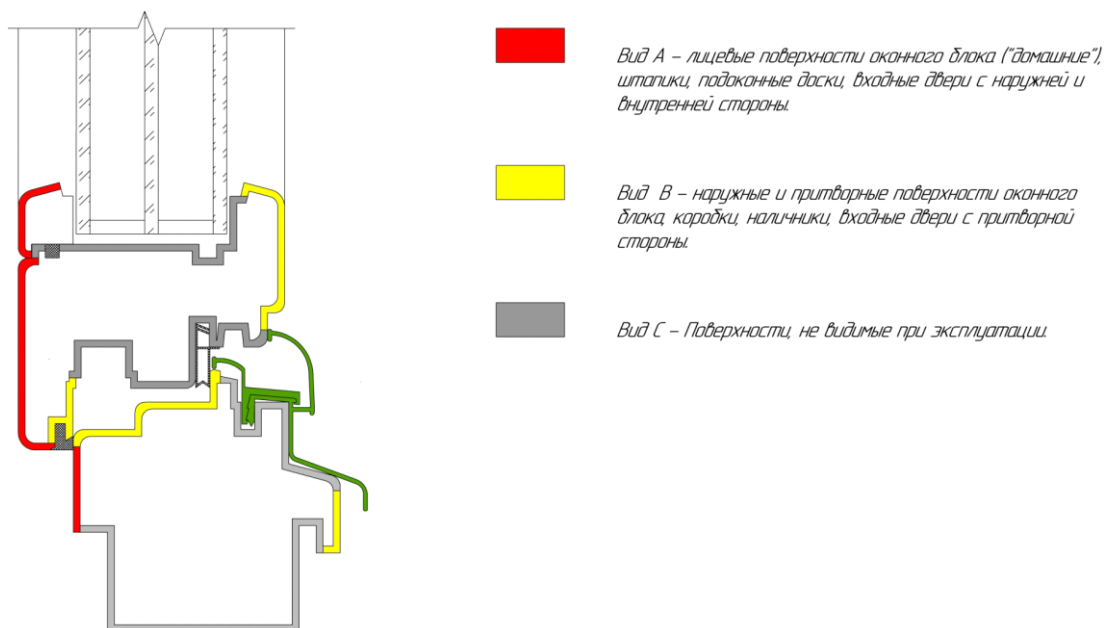 Вид А – лицевые поверхности оконного блока ("домашние"),
штапики, подоконные доски, входные двери с наружней и
внутренней стороны.
Вид В – наружные и притворные поверхности оконного
блока, коробки, наличники, входные двери с притворной
стороны.
Вид С – Поверхности, не видимые при эксплуатации.